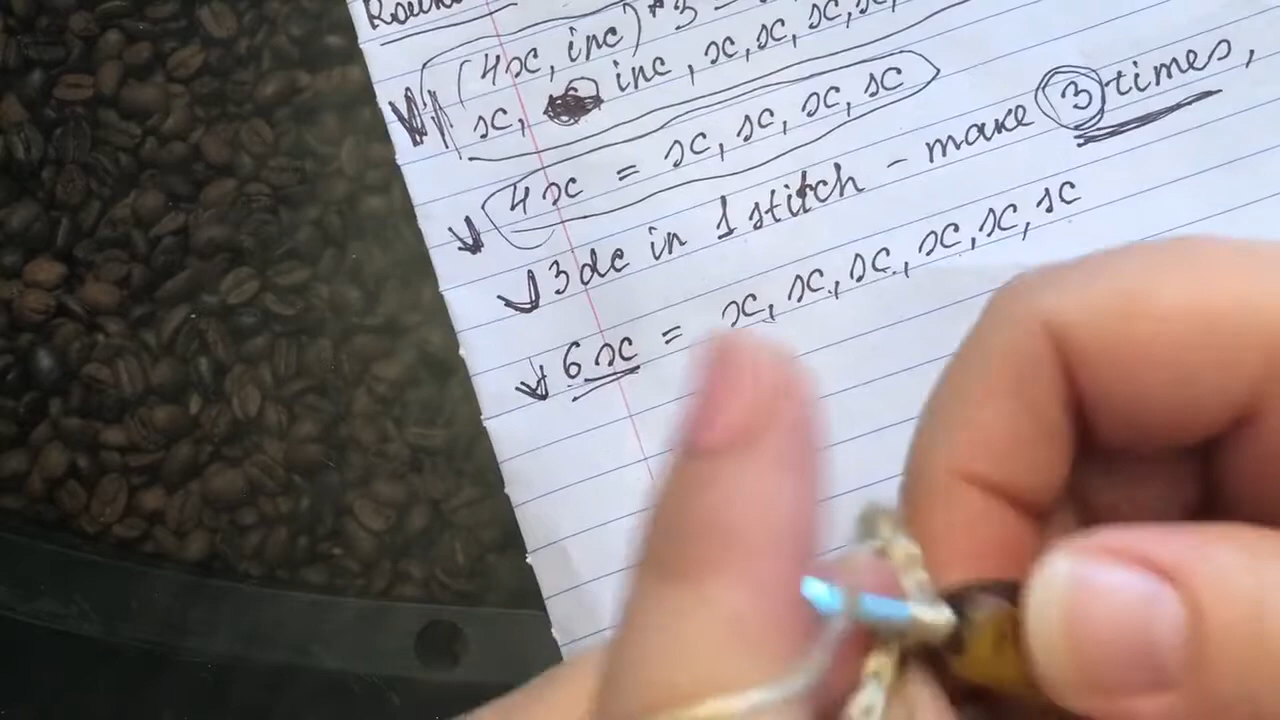 (4sc, inc) * 3
sc, inc, sc, sc, sc, sc,
4sc = sc, sc, sc, sc
3dc in 1 stitch - make 3 times,
6sc = sc, sc, sc, sc, sc, sc